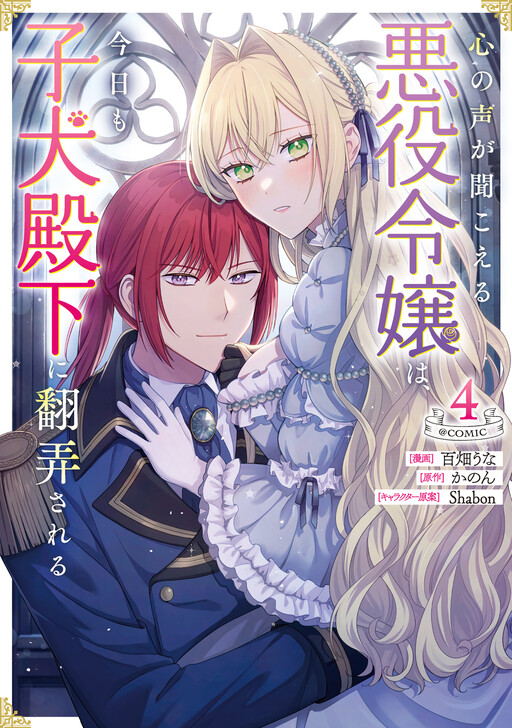 心の声が聞こえる
悪役令嬢は、
今日も
子犬殿下に翻弄される
4
@COMIC
[漫画] 百畑うな
[原作] かのん
[キャラクター原案] Shabon